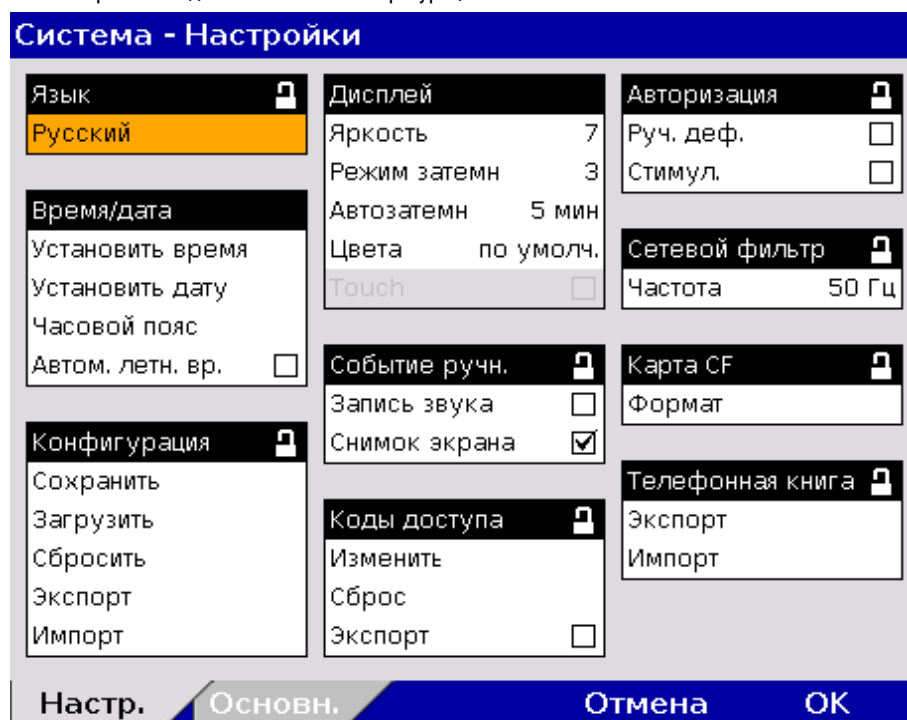 Система - Настройки
Язык
Русский
Время/дата
Установить время
Установить дату
Часовой пояс
Автом. летн. вр.
Конфигурация
Сохранить
Загрузить
Сбросить
Экспорт
Импорт
Дисплей
Яркость 7
Режим затемн 3
Автозатемн 5 мин
Цвета по умолч.
Touch
Событие ручн.
Запись звука
Снимок экрана
Коды доступа
Изменить
Сброс
Экспорт
Авторизация
Руч. деф.
Стимул.
Сетевой фильтр
Частота 50 Гц
Карта CF
Формат
Телефонная книга
Экспорт
Импорт
Настр. Основн. Отмена OK